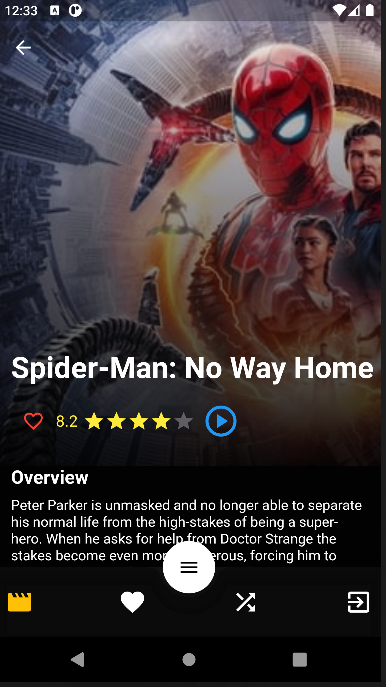 12:33
Spider-Man: No Way Home
8.2
Overview
Peter Parker is unmasked and no longer able to separate
his normal life from the high-stakes of being a super-
hero. When he asks for help from Doctor Strange the
stakes become even forcing him to